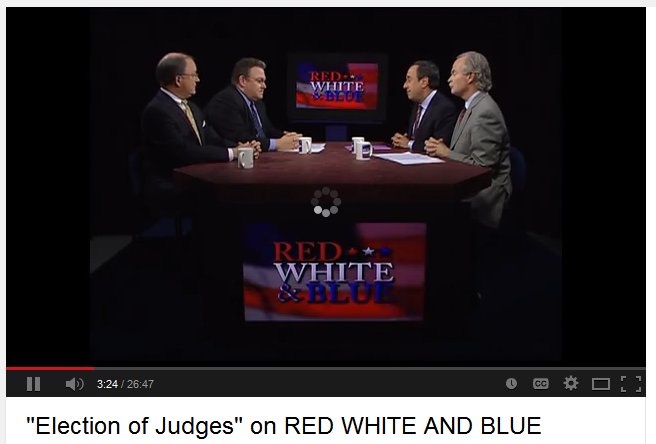 RED
WHITE
& BLUE
RED
WHITE
& BLUE
3:24 / 26:47
CC
"Election of Judges" on RED WHITE AND BLUE